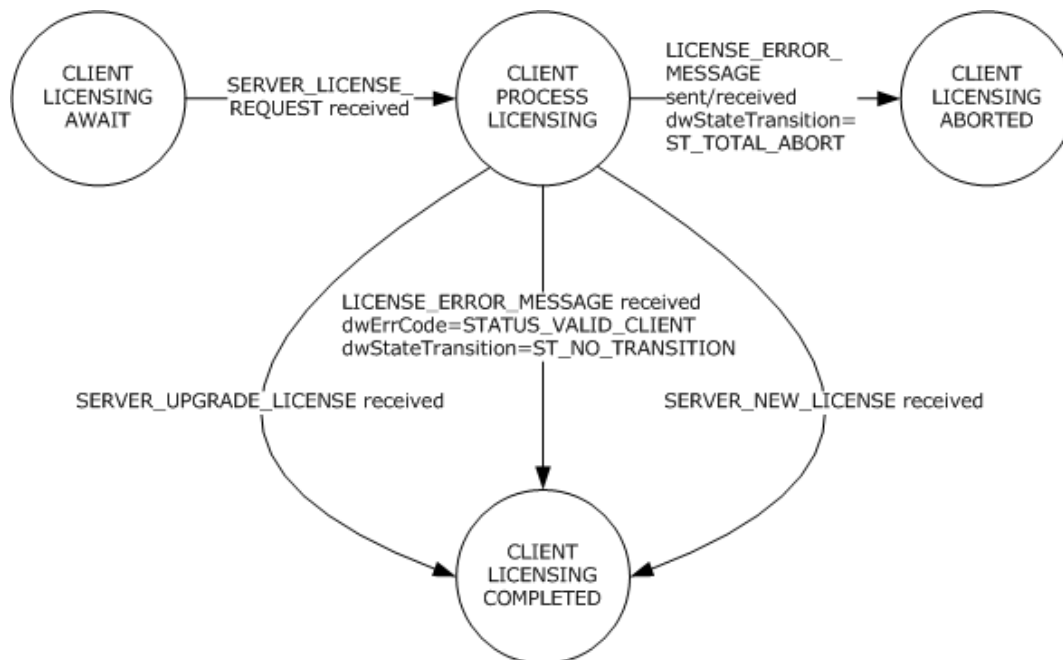 CLIENT
LICENSING
AWAIT
SERVER_LICENSE_
REQUEST received
CLIENT
PROCESS
LICENSING
LICENSE_ERROR_
MESSAGE
sent/received
dwStateTransition=
ST_TOTAL_ABORT
CLIENT
LICENSING
ABORTED
LICENSE_ERROR_MESSAGE received
dwErrCode=STATUS_VALID_CLIENT
dwStateTransition=ST_NO_TRANSITION
SERVER_UPGRADE_LICENSE received
SERVER_NEW_LICENSE received
CLIENT
LICENSING
COMPLETED